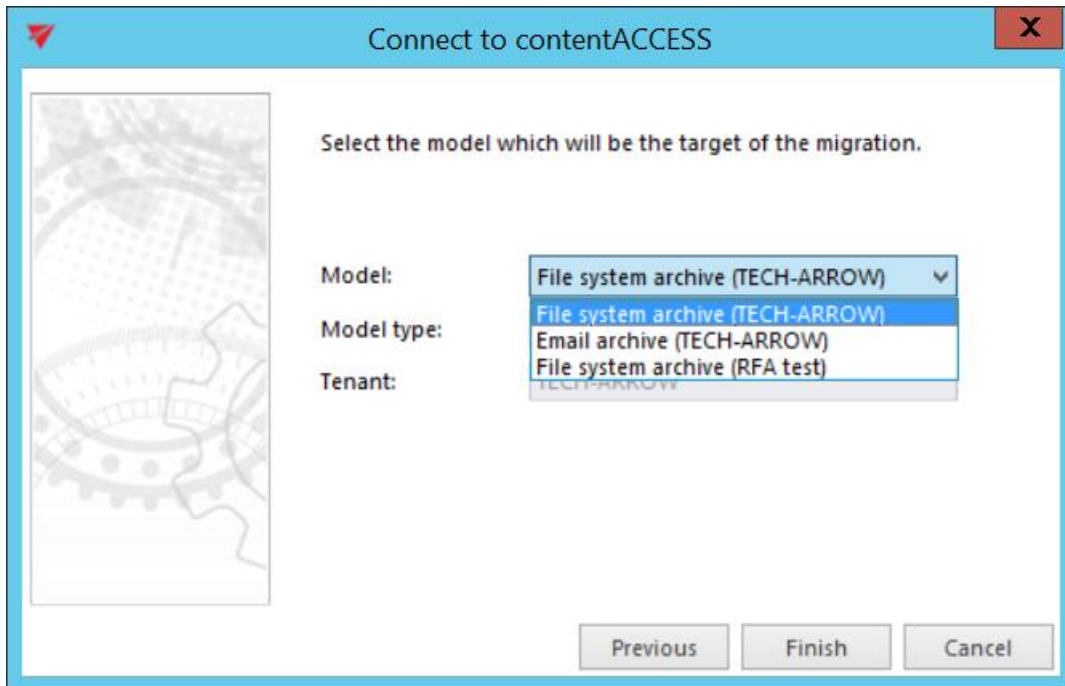 Connect to contentACCESS
X
Select the model which will be the target of the migration.
Model:
File system archive (TECH-ARROW)
File system archive (TECH-ARROW)
Model type:
Email archive (TECH-ARROW)
File system archive (RFA test)
Tenant:
TECH-ARROW
Previous
Finish
Cancel